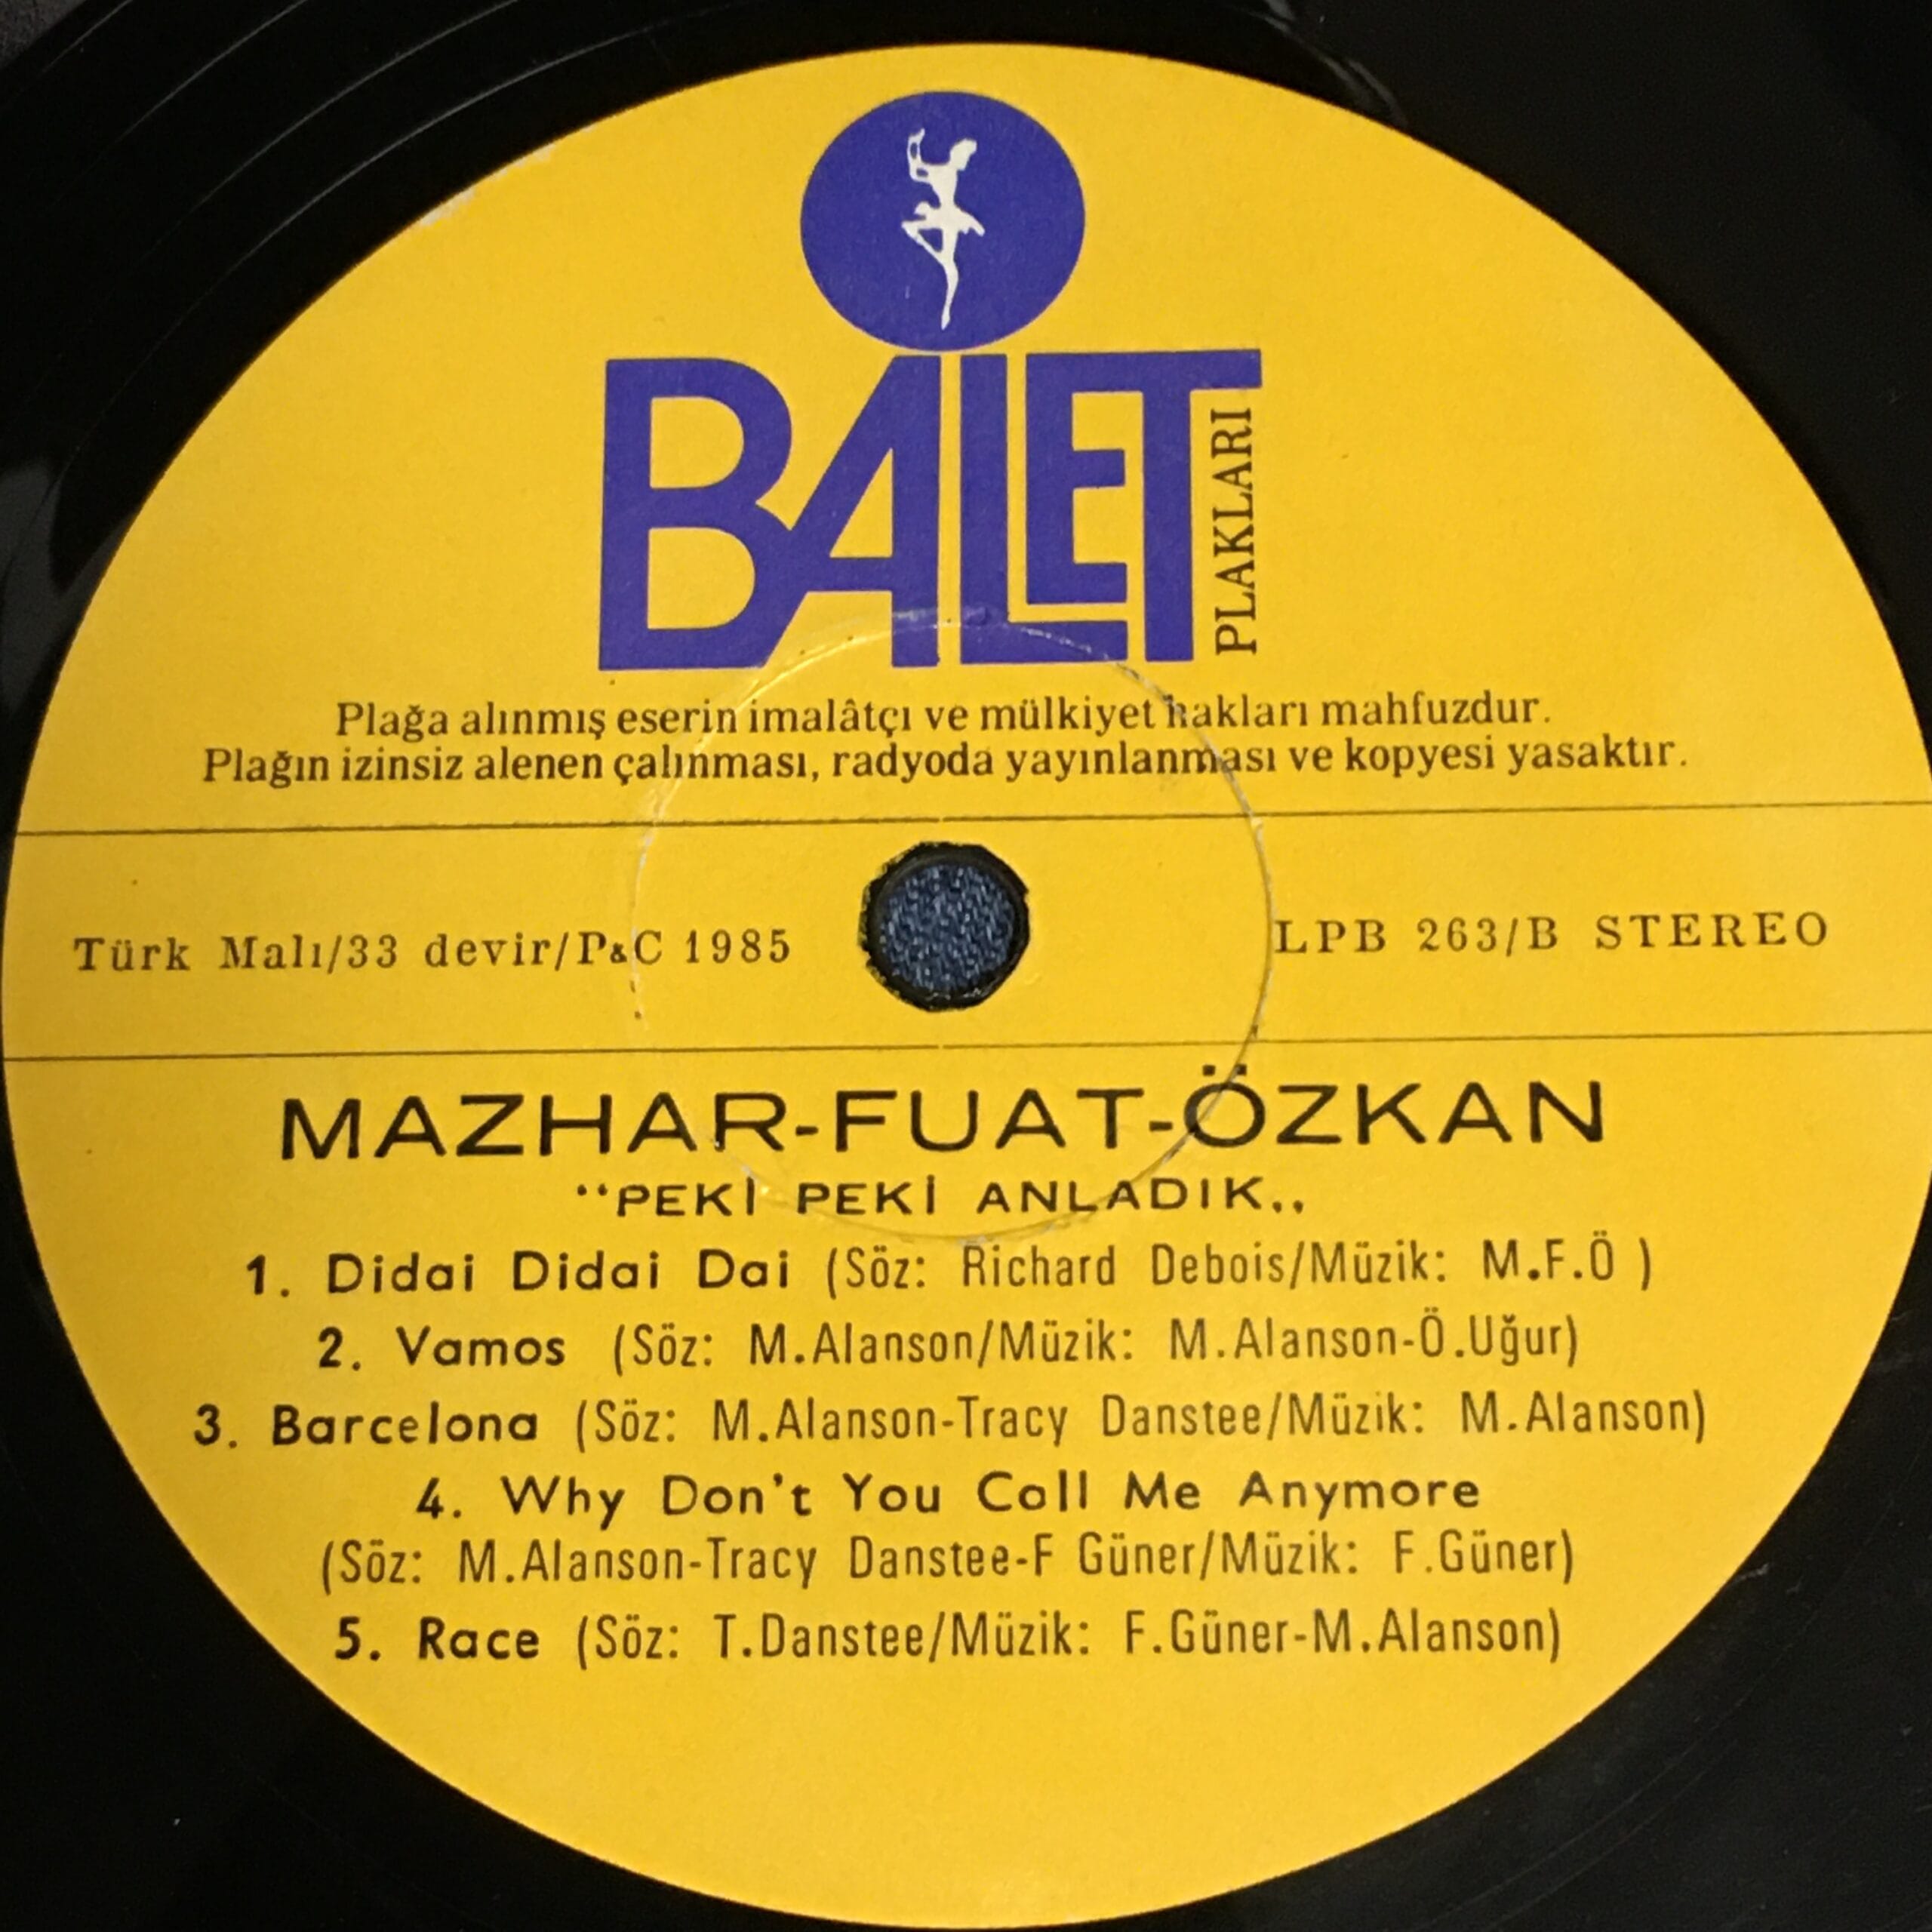 BALET
PLAKLARI
Plağa alınmış eserin imalâtçı ve mülkiyet hakları mahfuzdur.
Plağın izinsiz alenen çalınması, radyoda yayınlanması ve kopyesi yasaktır.
Türk Malı/33 devir/P&C 1985
LPB 263/B STEREO
MAZHAR-FUAT-ÖZKAN
"PEKİ PEKİ ANLADIK,,
1. Didai Didai Dai (Söz: Richard Debois/Müzik: M.F.Ö )
2. Vamos (Söz: M.Alanson/Müzik: M.Alanson-Ö.Uğur)
3. Barcelona (Söz: M.Alanson-Tracy Danstee/Müzik: M.Alanson)
4. Why Don't You Call Me Anymore
(Söz: M.Alanson-Tracy Danstee-F Güner/Müzik: F.Güner)
5. Race (Söz: T.Danstee/Müzik: F.Güner-M.Alanson)